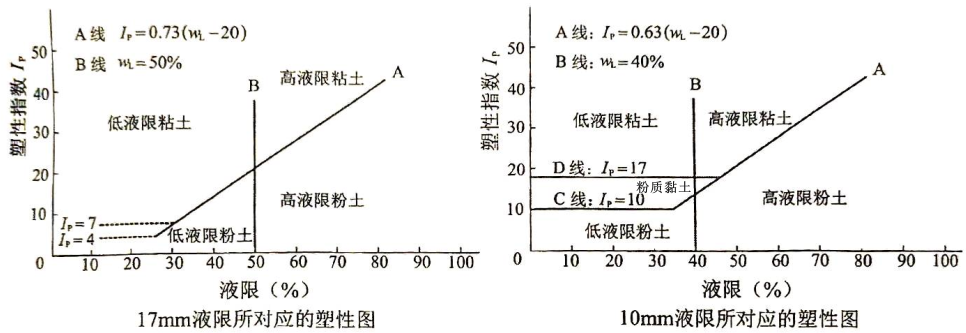 A 线 I_P=0.73(w_L−20)
B 线 w_L=50%
塑性指数 I_P
50
40
30
20
10
0
B
A
高液限粘土
低液限粘土
高液限粉土
低液限粉土
I_P=7
I_P=4
10 20 30 40 50 60 70 80 90 100
液限（%）
17mm液限所对应的塑性图
A 线：I_P=0.63(w_L−20)
B 线：w_L=40%
塑性指数 I_P
50
40
30
20
10
0
B
A
低液限粘土
高液限粘土
D 线：I_P=17
粉质黏土
C 线：I_P=10
高液限粉土
低液限粉土
10 20 30 40 50 60 70 80 90 100
液限（%）
10mm液限所对应的塑性图